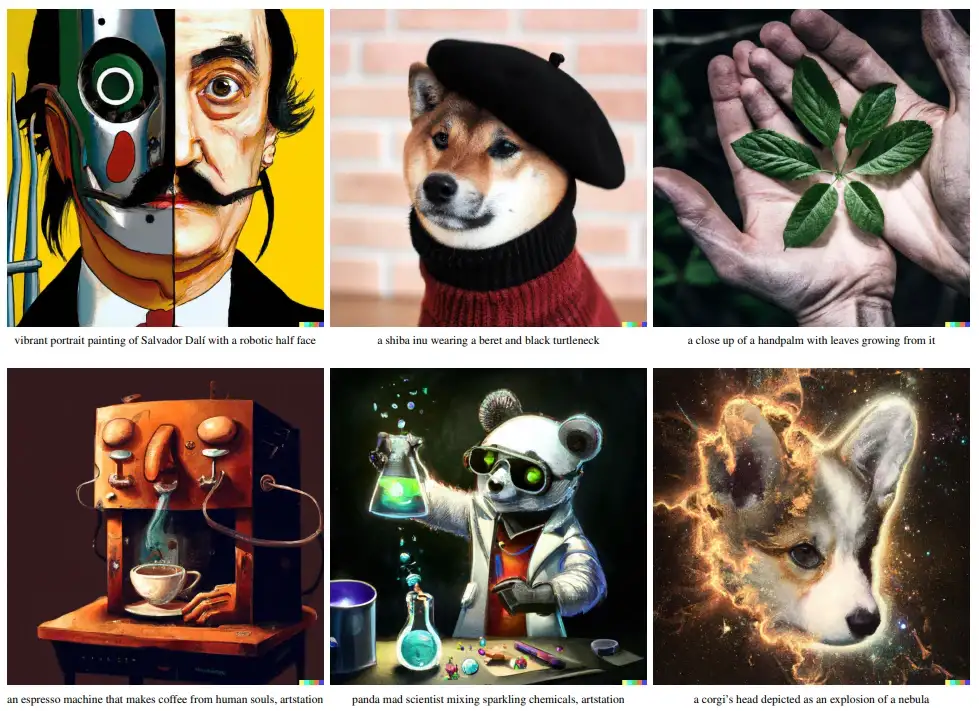 vibrant portrait painting of Salvador Dalí with a robotic half face
a shiba inu wearing a beret and black turtleneck
a close up of a handpalm with leaves growing from it
an espresso machine that makes coffee from human souls, artstation
panda mad scientist mixing sparkling chemicals, artstation
a corgi's head depicted as an explosion of a nebula